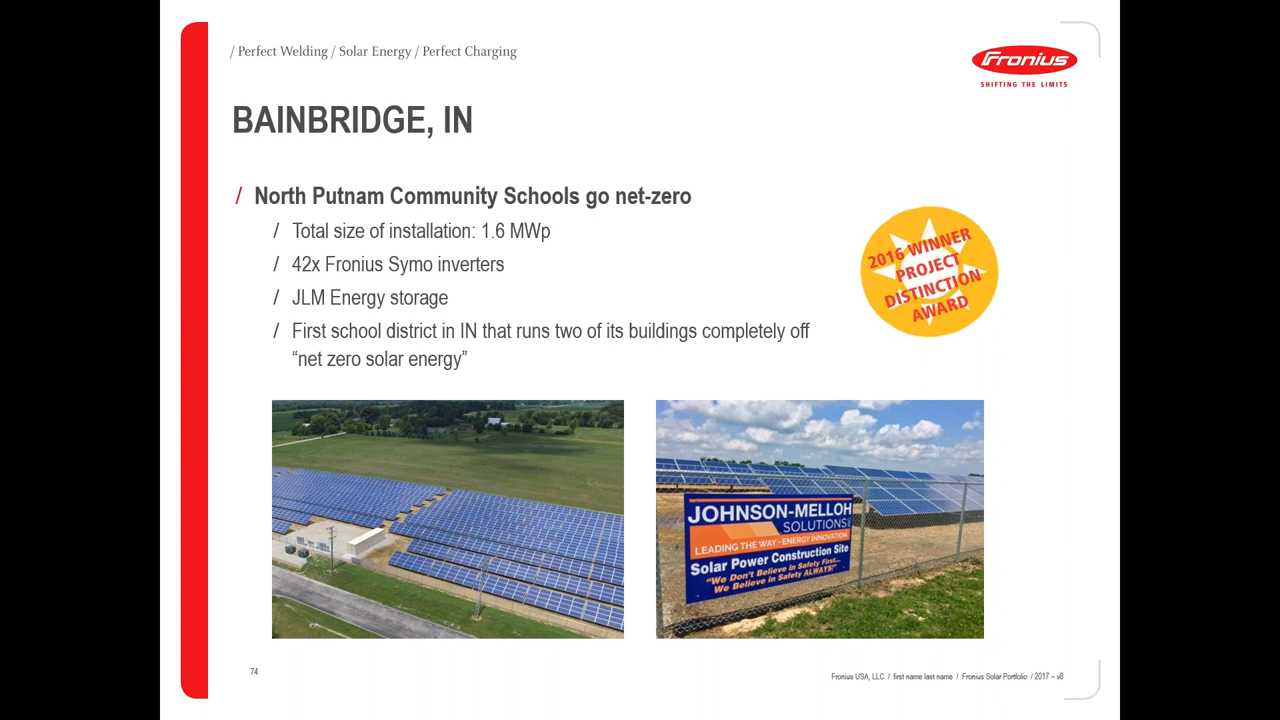 / Perfect Welding / Solar Energy / Perfect Charging
Fronius
SHIFTING THE LIMITS
BAINBRIDGE, IN
/ North Putnam Community Schools go net-zero
/ Total size of installation: 1.6 MWp
/ 42x Fronius Symo inverters
/ JLM Energy storage
/ First school district in IN that runs two of its buildings completely off
“net zero solar energy”
2016 WINNER
PROJECT
DISTINCTION
AWARD
JOHNSON-MELLOH
SOLUTIONS
LEADING THE WAY • ENERGY INNOVATION
Solar Power Construction Site
“We Don't Believe in Safety First...
We Believe in Safety ALWAYS!”
74
Fronius USA, LLC / first name last name / Fronius Solar Portfolio / 2017 – v8